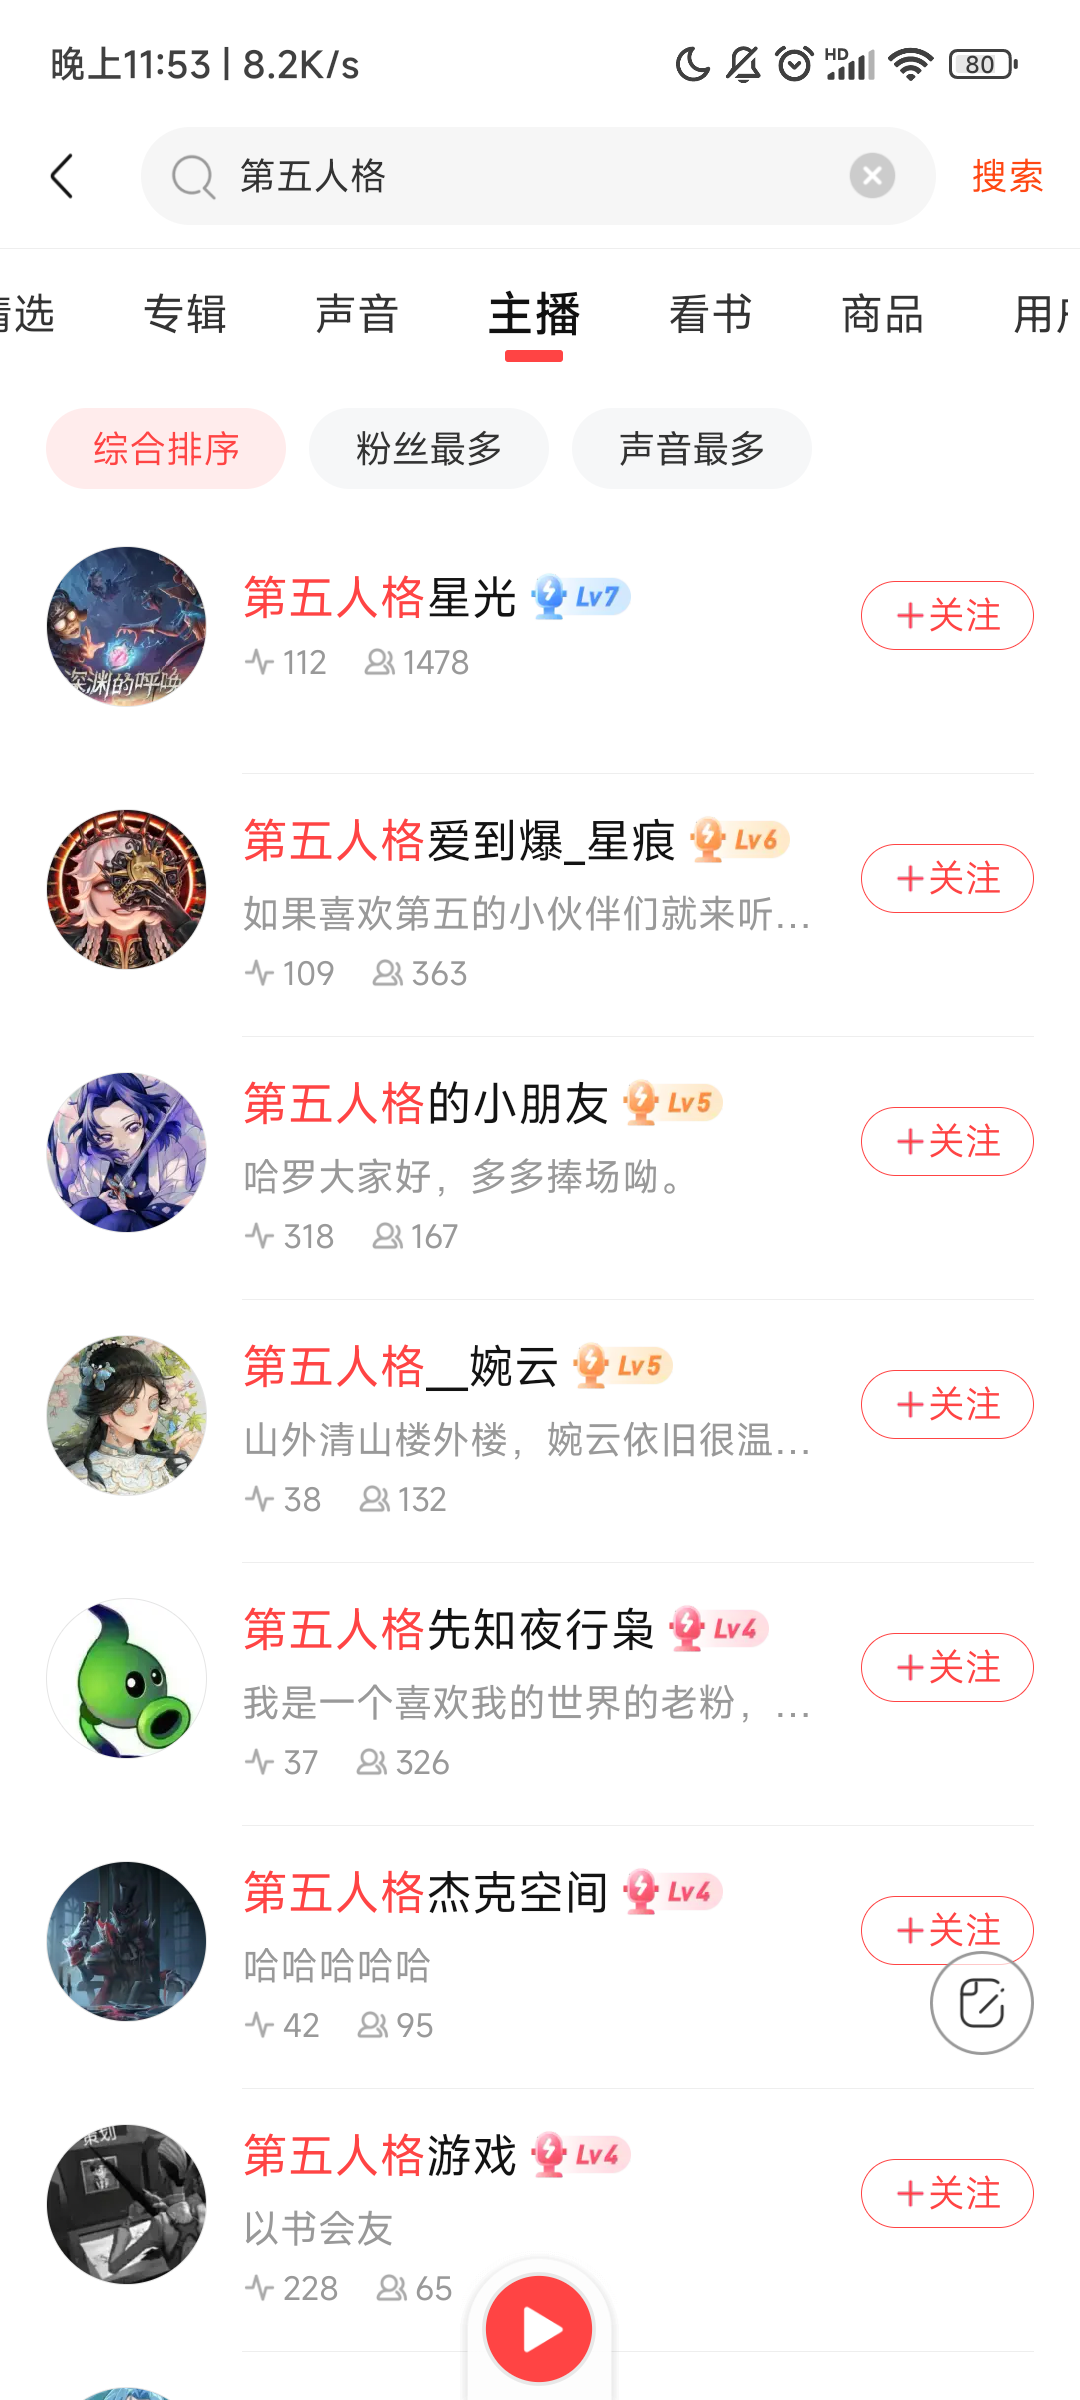 晚上11:53 | 8.2K/s
HD
80
第五人格
搜索
精选 专辑 声音 主播 看书 商品 用户
综合排序 粉丝最多 声音最多
深渊的呼唤
第五人格星光 Lv7
+关注
112 1478
第五人格爱到爆_星痕 Lv6
+关注
如果喜欢第五的小伙伴们就来听...
109 363
第五人格的小朋友 Lv5
+关注
哈罗大家好，多多捧场呦。
318 167
第五人格__婉云 Lv5
+关注
山外清山楼外楼，婉云依旧很温...
38 132
第五人格先知夜行枭 Lv4
+关注
我是一个喜欢我的世界的老粉，...
37 326
第五人格杰克空间 Lv4
+关注
哈哈哈哈哈
42 95
策划
第五人格游戏 Lv4
+关注
以书会友
228 65